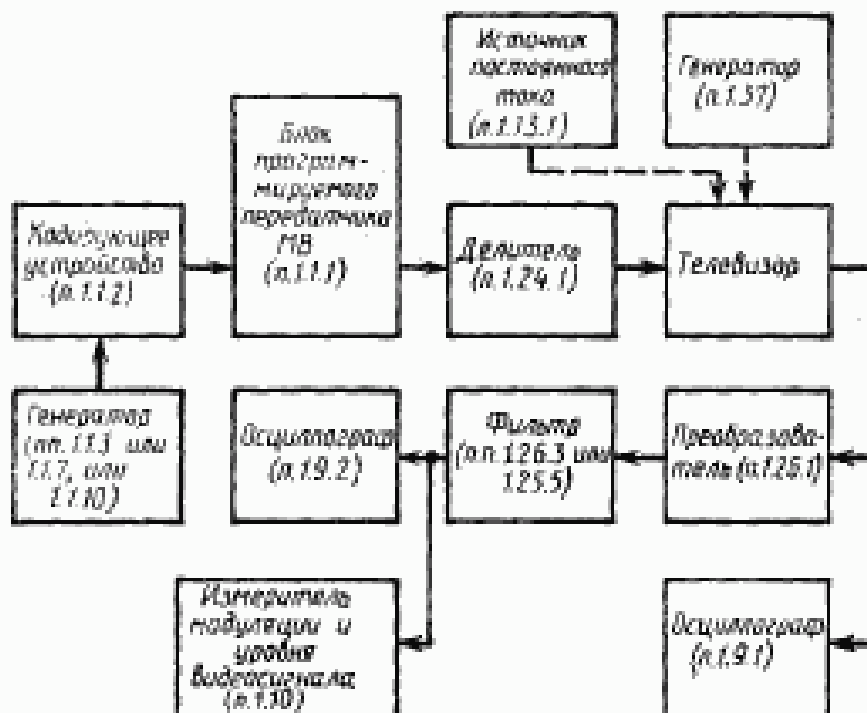 Источник
постоянного
тока
(п.1.13.1)
Генератор
(п.1.37)
Блок
програм-
мируемого
передатчика
МВ
(п.1.1.1)
Кодирующее
устройство
(п.1.1.2)
Делитель
(п.1.24.1)
Телевизор
Генератор
(пп. 1.1.3 или
1.1.7, или
1.1.10)
Осциллограф
(п.1.9.2)
Фильтр
(п.п. 1.26.3 или
1.25.5)
Преобразова-
тель (п.1.26.1)
Измеритель
модуляции и
уровня
видеосигнала
(п.1.10)
Осциллограф
(п.1.9.1)